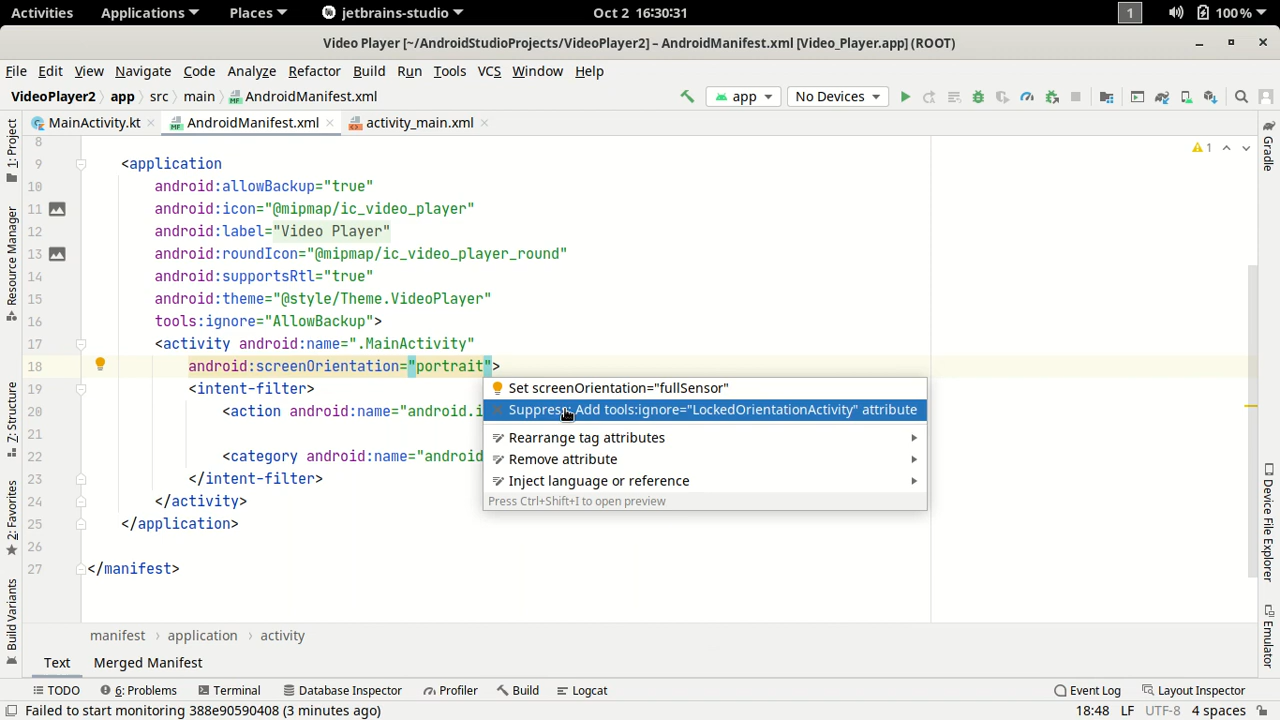 Activities Applications Places jetbrains-studio Oct 2 16:30:31 1 100%
Video Player [~/AndroidStudioProjects/VideoPlayer2] – AndroidManifest.xml [Video_Player.app] (ROOT)
File Edit View Navigate Code Analyze Refactor Build Run Tools VCS Window Help
VideoPlayer2 app src main AndroidManifest.xml app No Devices
MainActivity.kt AndroidManifest.xml activity_main.xml
1: Project
Resource Manager
Z: Structure
2: Favorites
Build Variants
8
9 <application
10 android:allowBackup="true"
11 android:icon="@mipmap/ic_video_player"
12 android:label="Video Player"
13 android:roundIcon="@mipmap/ic_video_player_round"
14 android:supportsRtl="true"
15 android:theme="@style/Theme.VideoPlayer"
16 tools:ignore="AllowBackup">
17 <activity android:name=".MainActivity"
18 android:screenOrientation="portrait">
19 <intent-filter>
20 <action android:name="android.i
21
22 <category android:name="android
23 </intent-filter>
24 </activity>
25 </application>
26
27 </manifest>
1
Set screenOrientation="fullSensor"
Suppress: Add tools:ignore="LockedOrientationActivity" attribute
Rearrange tag attributes
Remove attribute
Inject language or reference
Press Ctrl+Shift+I to open preview
Gradle
Device File Explorer
Emulator
manifest application activity
Text Merged Manifest
TODO 6: Problems Terminal Database Inspector Profiler Build Logcat Event Log Layout Inspector
Failed to start monitoring 388e90590408 (3 minutes ago) 18:48 LF UTF-8 4 spaces